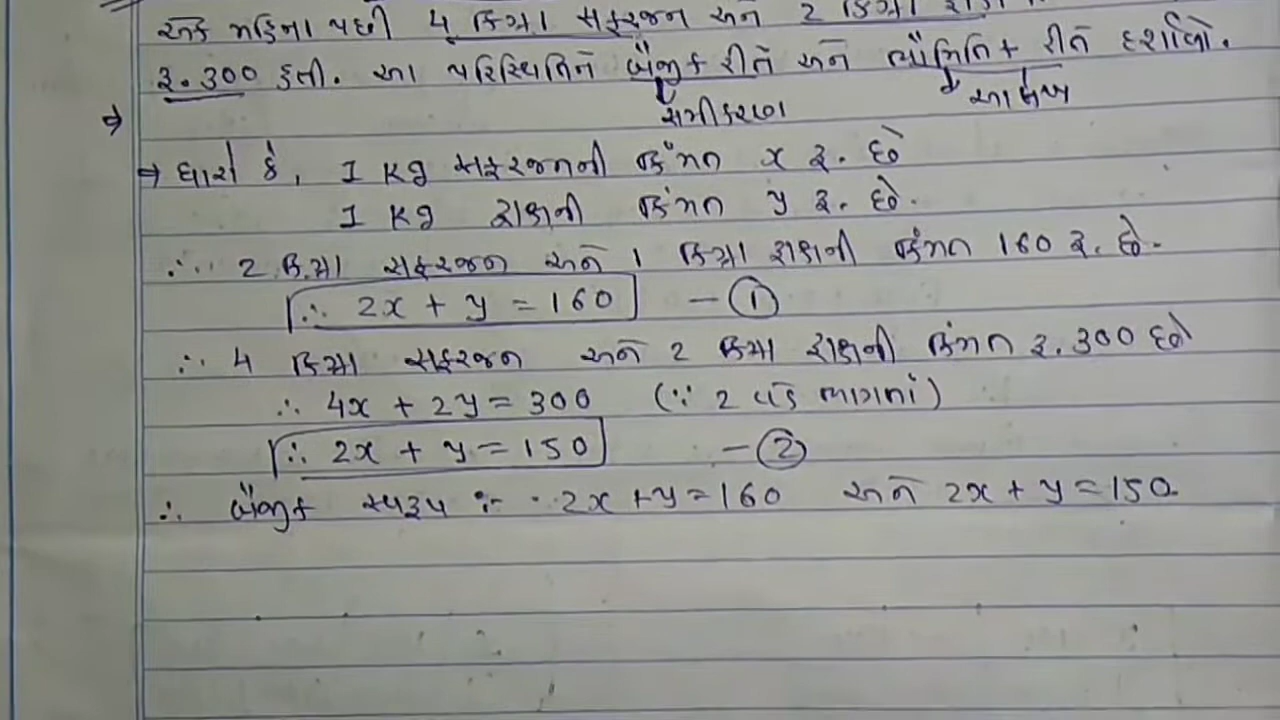 એક મહિના પછી 4 કિગ્રા સફરજન અને 2 કિગ્રા
રૂ. 300 હતી. આ પરિસ્થિતિને બૈજીક રીતે અને ભૌમિતિક રીતે દર્શાવો.
સમીકરણ આલેખ
⇒
⇒ ધારો કે, 1 Kg સફરજનની કિંમત x રૂ. છે
1 Kg દ્રાક્ષની કિંમત y રૂ. છે.
∴ 2 કિગ્રા સફરજન અને 1 કિગ્રા દ્રાક્ષની કિંમત 160 રૂ. છે.
∴ 2x + y = 160 — ①
∴ 4 કિગ્રા સફરજન અને 2 કિગ્રા દ્રાક્ષની કિંમત રૂ. 300 છે
∴ 4x + 2y = 300 (∵ 2 વડે ભાગતાં)
∴ 2x + y = 150 — ②
∴ બૈજીક સ્વરૂપ :- 2x + y = 160 અને 2x + y = 150.